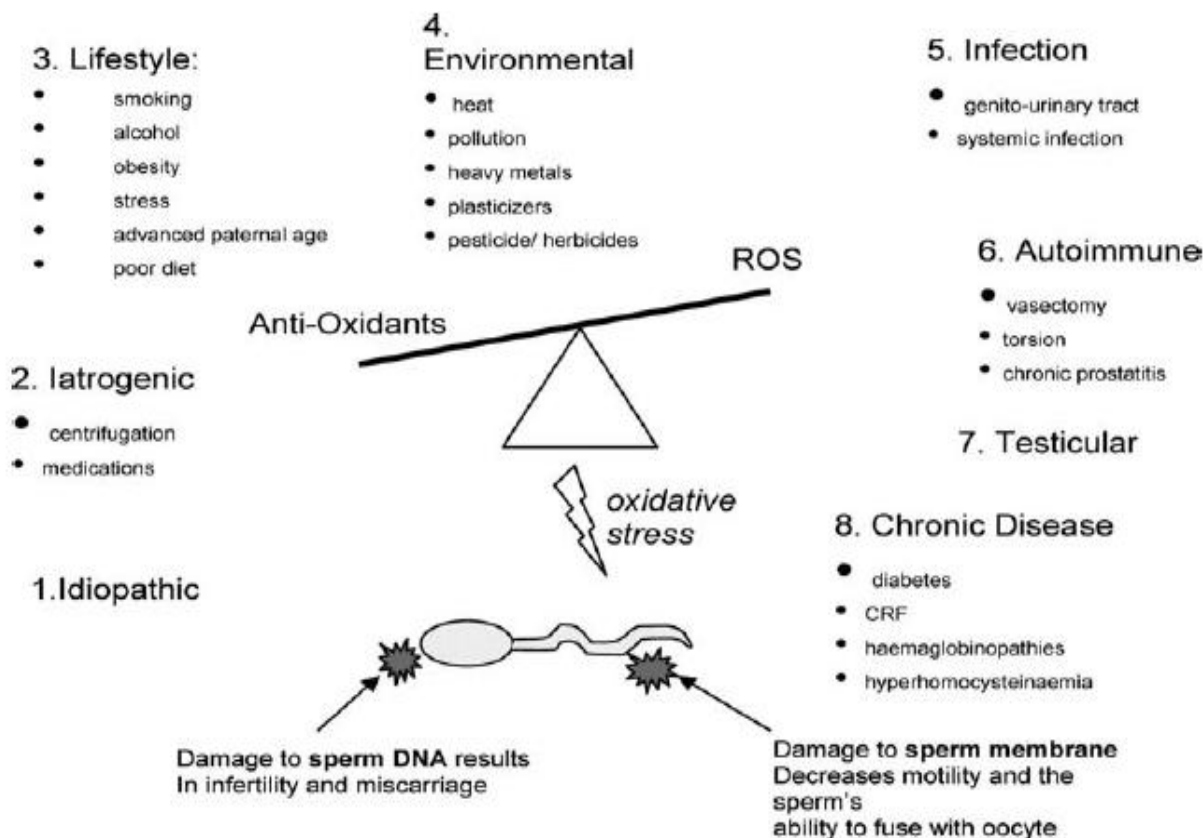 3. Lifestyle:
• smoking
• alcohol
• obesity
• stress
• advanced paternal age
• poor diet
4.
Environmental
• heat
• pollution
• heavy metals
• plasticizers
• pesticide/ herbicides
5. Infection
• genito-urinary tract
• systemic infection
ROS
Anti-Oxidants
6. Autoimmune
• vasectomy
• torsion
• chronic prostatitis
2. Iatrogenic
• centrifugation
• medications
7. Testicular
oxidative
stress
8. Chronic Disease
• diabetes
• CRF
• haemaglobinopathies
• hyperhomocysteinaemia
1.Idiopathic
Damage to sperm DNA results
In infertility and miscarriage
Damage to sperm membrane
Decreases motility and the
sperm's
ability to fuse with oocyte